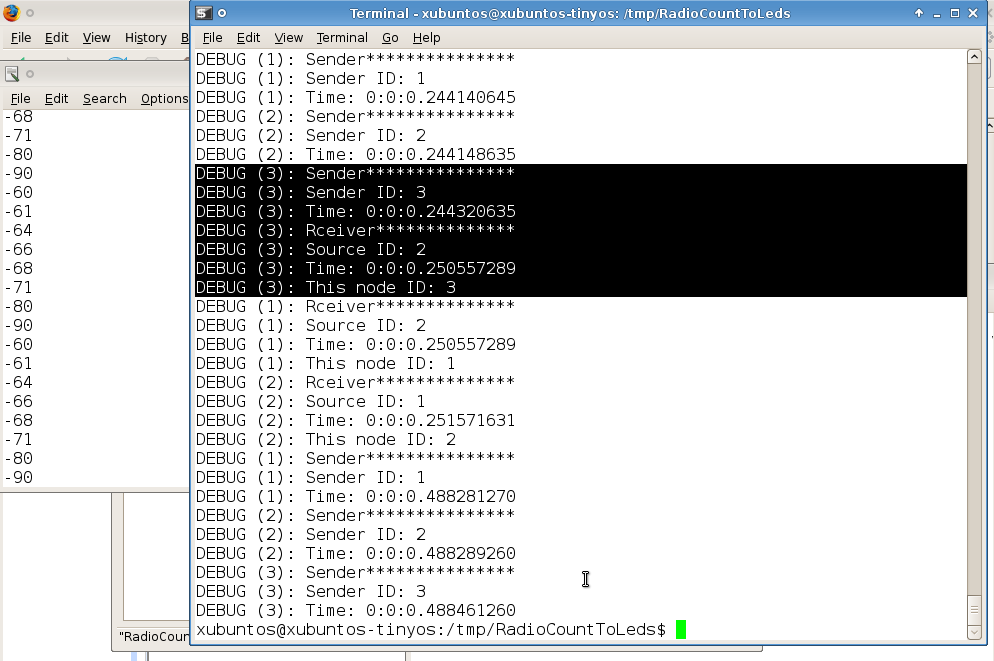 Terminal - xubuntos@xubuntos-tinyos: /tmp/RadioCountToLeds
File Edit View History B
File Edit View Terminal Go Help
File Edit Search Options
-68
-71
-80
-90
-60
-61
-64
-66
-68
-71
-80
-90
-60
-61
-64
-66
-68
-71
-80
-90
DEBUG (1): Sender***************
DEBUG (1): Sender ID: 1
DEBUG (1): Time: 0:0:0.244140645
DEBUG (2): Sender***************
DEBUG (2): Sender ID: 2
DEBUG (2): Time: 0:0:0.244148635
DEBUG (3): Sender***************
DEBUG (3): Sender ID: 3
DEBUG (3): Time: 0:0:0.244320635
DEBUG (3): Rceiver**************
DEBUG (3): Source ID: 2
DEBUG (3): Time: 0:0:0.250557289
DEBUG (3): This node ID: 3
DEBUG (1): Rceiver**************
DEBUG (1): Source ID: 2
DEBUG (1): Time: 0:0:0.250557289
DEBUG (1): This node ID: 1
DEBUG (2): Rceiver**************
DEBUG (2): Source ID: 1
DEBUG (2): Time: 0:0:0.251571631
DEBUG (2): This node ID: 2
DEBUG (1): Sender***************
DEBUG (1): Sender ID: 1
DEBUG (1): Time: 0:0:0.488281270
DEBUG (2): Sender***************
DEBUG (2): Sender ID: 2
DEBUG (2): Time: 0:0:0.488289260
DEBUG (3): Sender***************
DEBUG (3): Sender ID: 3
DEBUG (3): Time: 0:0:0.488461260
xubuntos@xubuntos-tinyos:/tmp/RadioCountToLeds$
"RadioCoun